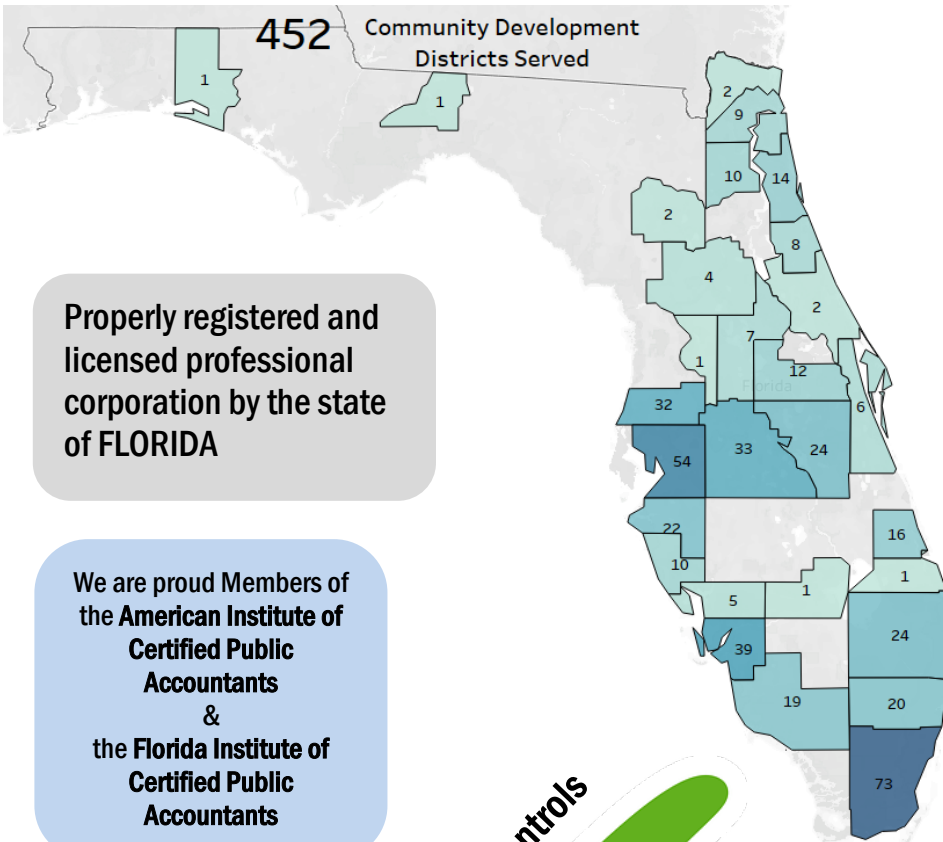 452
Community Development
Districts Served
1
1
2
9
10
14
2
8
4
2
7
1
12
Florida
32
6
33
24
54
22
16
10
1
1
5
24
39
19
20
73
Properly registered and
licensed professional
corporation by the state
of FLORIDA
We are proud Members of
the American Institute of
Certified Public
Accountants
&
the Florida Institute of
Certified Public
Accountants
ntrols